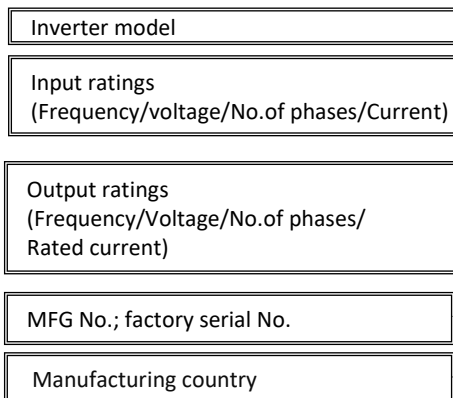 Inverter model
Input ratings
(Frequency/voltage/No.of phases/Current)
Output ratings
(Frequency/Voltage/No.of phases/
Rated current)
MFG No.; factory serial No.
Manufacturing country